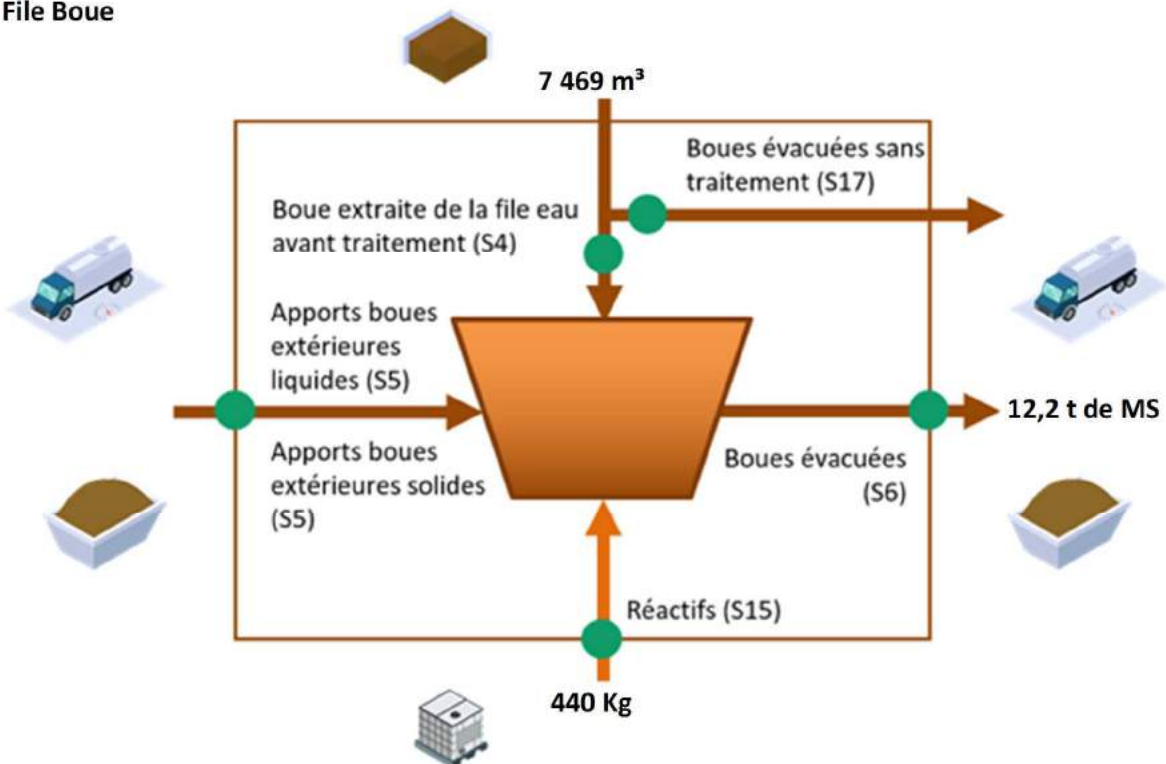 File Boue
7 469 m³
Boues évacuées sans
traitement (S17)
Boue extraite de la file eau
avant traitement (S4)
Apports boues
extérieures
liquides (S5)
12,2 t de MS
Apports boues
extérieures solides
(S5)
Boues évacuées
(S6)
Réactifs (S15)
440 Kg